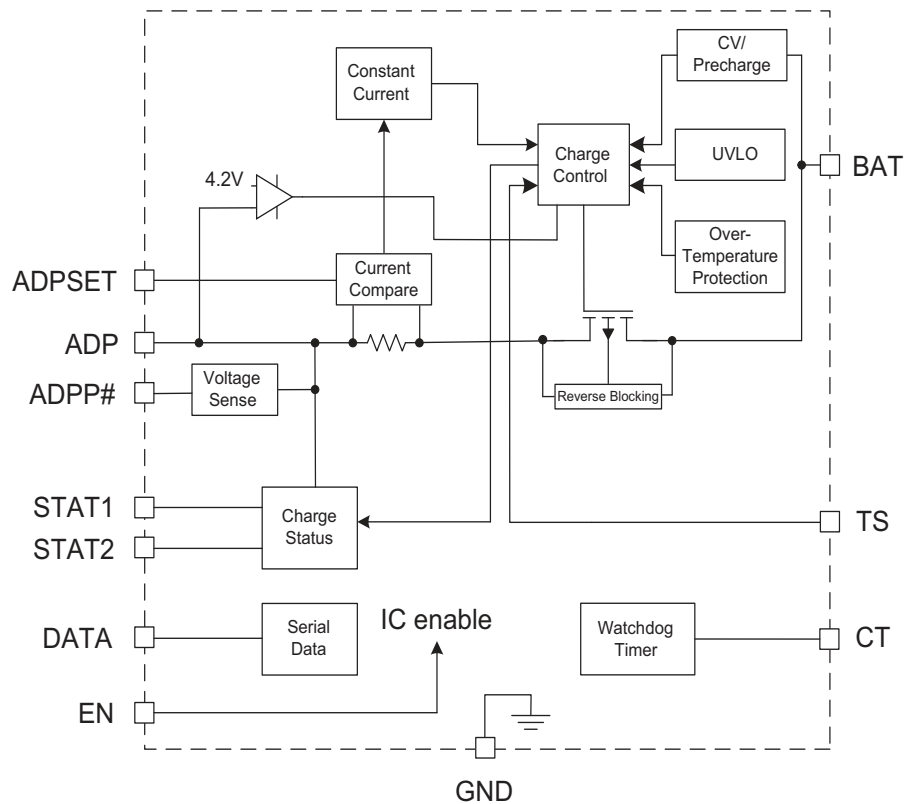 CV/
Precharge
Constant
Current
Charge
Control
UVLO
BAT
4.2V
Over-
Temperature
Protection
ADPSET
Current
Compare
ADP
ADPP#
Voltage
Sense
Reverse Blocking
STAT1
STAT2
Charge
Status
TS
DATA
Serial
Data
IC enable
Watchdog
Timer
CT
EN
GND